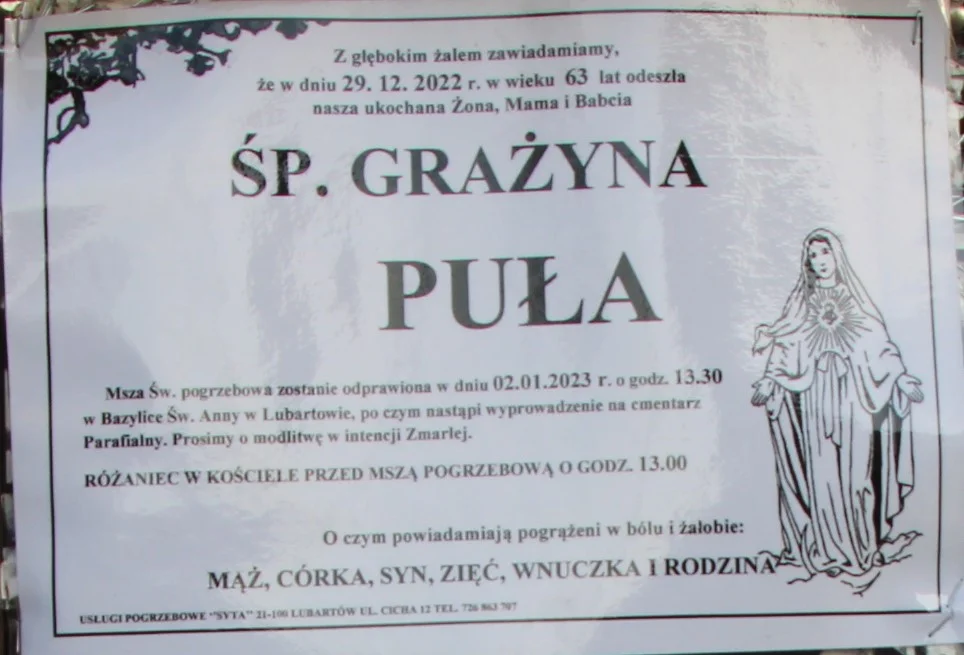 Z głębokim żalem zawiadamiamy,
że w dniu 29. 12. 2022 r. w wieku 63 lat odeszła
nasza ukochana Żona, Mama i Babcia
ŚP. GRAŻYNA
PUŁA
Msza Św. pogrzebowa zostanie odprawiona w dniu 02.01.2023 r. o godz. 13.30
w Bazylice Św. Anny w Lubartowie, po czym nastąpi wyprowadzenie na cmentarz
Parafialny. Prosimy o modlitwę w intencji Zmarłej.
RÓŻANIEC W KOŚCIELE PRZED MSZĄ POGRZEBOWĄ O GODZ. 13.00
O czym powiadamiają pogrążeni w bólu i żałobie:
MĄŻ, CÓRKA, SYN, ZIĘĆ, WNUCZKA I RODZINA
USŁUGI POGRZEBOWE "SYTA" 21-100 LUBARTÓW UL. CICHA 12 TEL. 726 863 707